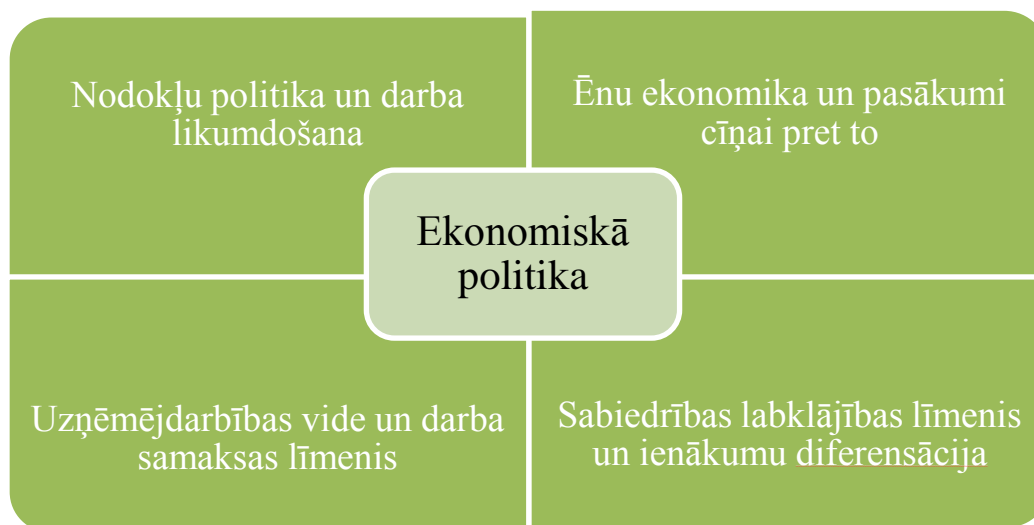 Nodokļu politika un darba
likumdošana
Ēnu ekonomika un pasākumi
cīņai pret to
Ekonomiskā
politika
Uzņēmējdarbības vide un darba
samaksas līmenis
Sabiedrības labklājības līmenis
un ienākumu diferensācija